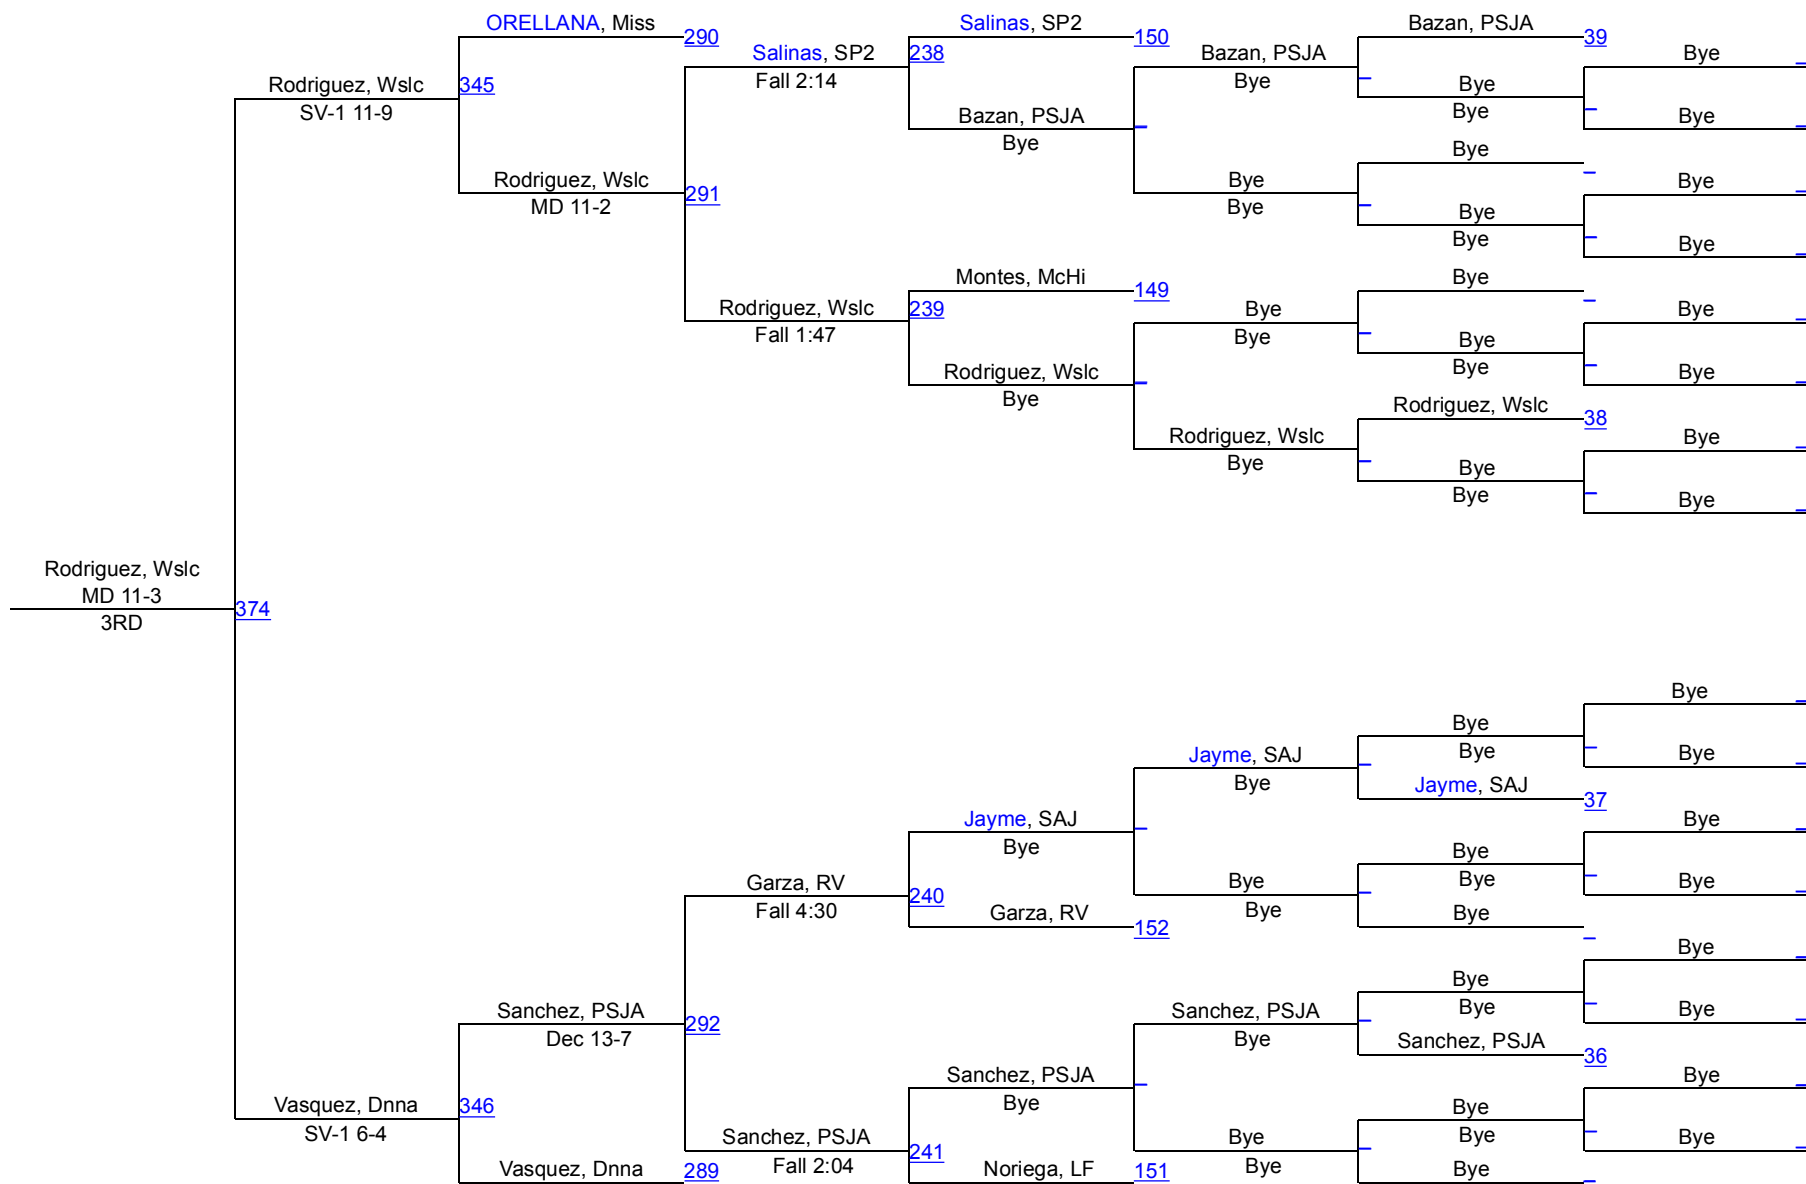 ORELLANA, Miss
290
Salinas, SP2
150
Bazan, PSJA
39
Salinas, SP2
238
Bazan, PSJA
Bye
Fall 2:14
Bye
Rodriguez, Wslc
345
Bye
SV-1 11-9
Bye
Bazan, PSJA
Bye
Bye
Bye
Rodriguez, Wslc
291
Bye
Bye
MD 11-2
Bye
Bye
Bye
Bye
Montes, McHi
149
Bye
Rodriguez, Wslc
239
Bye
Bye
Fall 1:47
Bye
Bye
Rodriguez, Wslc
Bye
Bye
Bye
Rodriguez, Wslc
38
Rodriguez, Wslc
Bye
Bye
Bye
Bye
Bye
Rodriguez, Wslc
MD 11-3
374
3RD
Bye
Bye
Jayme, SAJ
Bye
Bye
Bye
Jayme, SAJ
37
Jayme, SAJ
Bye
Bye
Bye
Garza, RV
240
Bye
Bye
Bye
Fall 4:30
Garza, RV
152
Bye
Bye
Bye
Bye
Sanchez, PSJA
292
Sanchez, PSJA
Bye
Bye
Dec 13-7
Bye
Sanchez, PSJA
36
Sanchez, PSJA
Bye
Vasquez, Dnna
346
Bye
Bye
SV-1 6-4
Sanchez, PSJA
241
Bye
Bye
Bye
Fall 2:04
Bye
Vasquez, Dnna
289
Noriega, LF
151
Bye